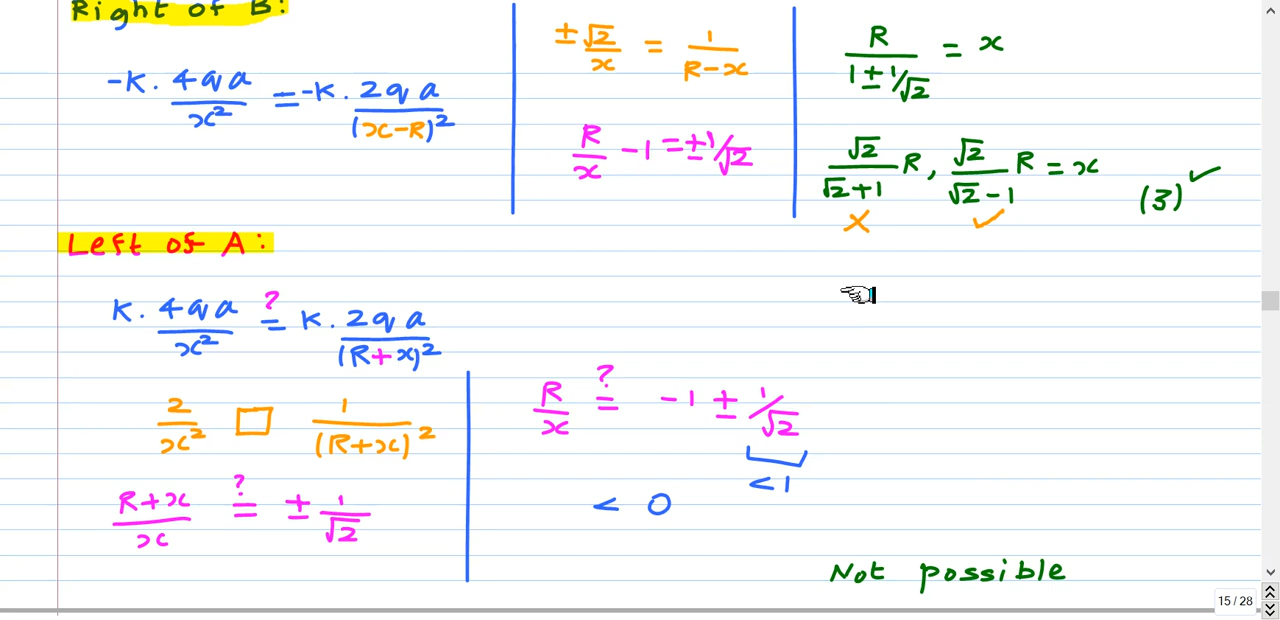 Right of B:
-K. 4qa/x² = -K. 2qa/(x-R)²
±√2/x = 1/(R-x)
R/x - 1 = ±1/√2
R/(1±1/√2) = x
√2/(√2+1) R, √2/(√2-1) R = x
× ✓
(3) ✓
Left of A:
K. 4qa/x² ?= K. 2qa/(R+x)²
2/x² □ 1/(R+x)²
(R+x)/x ?= ± 1/√2
R/x ?= -1 ± 1/√2
< 1
< 0
Not possible
15 / 28